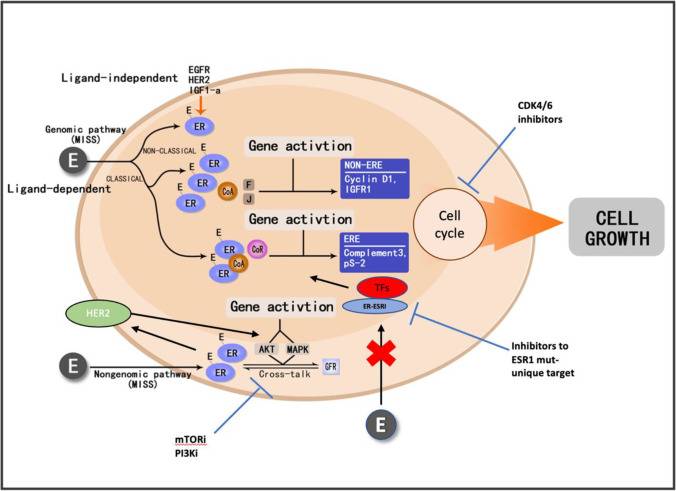 EGFR
HER2
IGF1-a
Ligand-independent
CDK4/6
inhibitors
E
ER
Genomic pathway
(MISS)
E
NON-CLASSICAL
CLASSICAL
Ligand-dependent
Gene activtion
E
ER
E
ER
ER
CoA
F
J
NON-ERE
Cyclin D1,
IGFR1
Gene activtion
Cell
cycle
CELL
GROWTH
E
ER
CoR
CoA
ER
ERE
Complement3,
pS-2
TFs
ER-ESRI
HER2
Gene activtion
AKT
MAPK
E
ER
E
ER
Cross-talk
GFR
E
Nongenomic pathway
(MISS)
Inhibitors to
ESR1 mut-
unique target
E
mTORi
PI3Ki